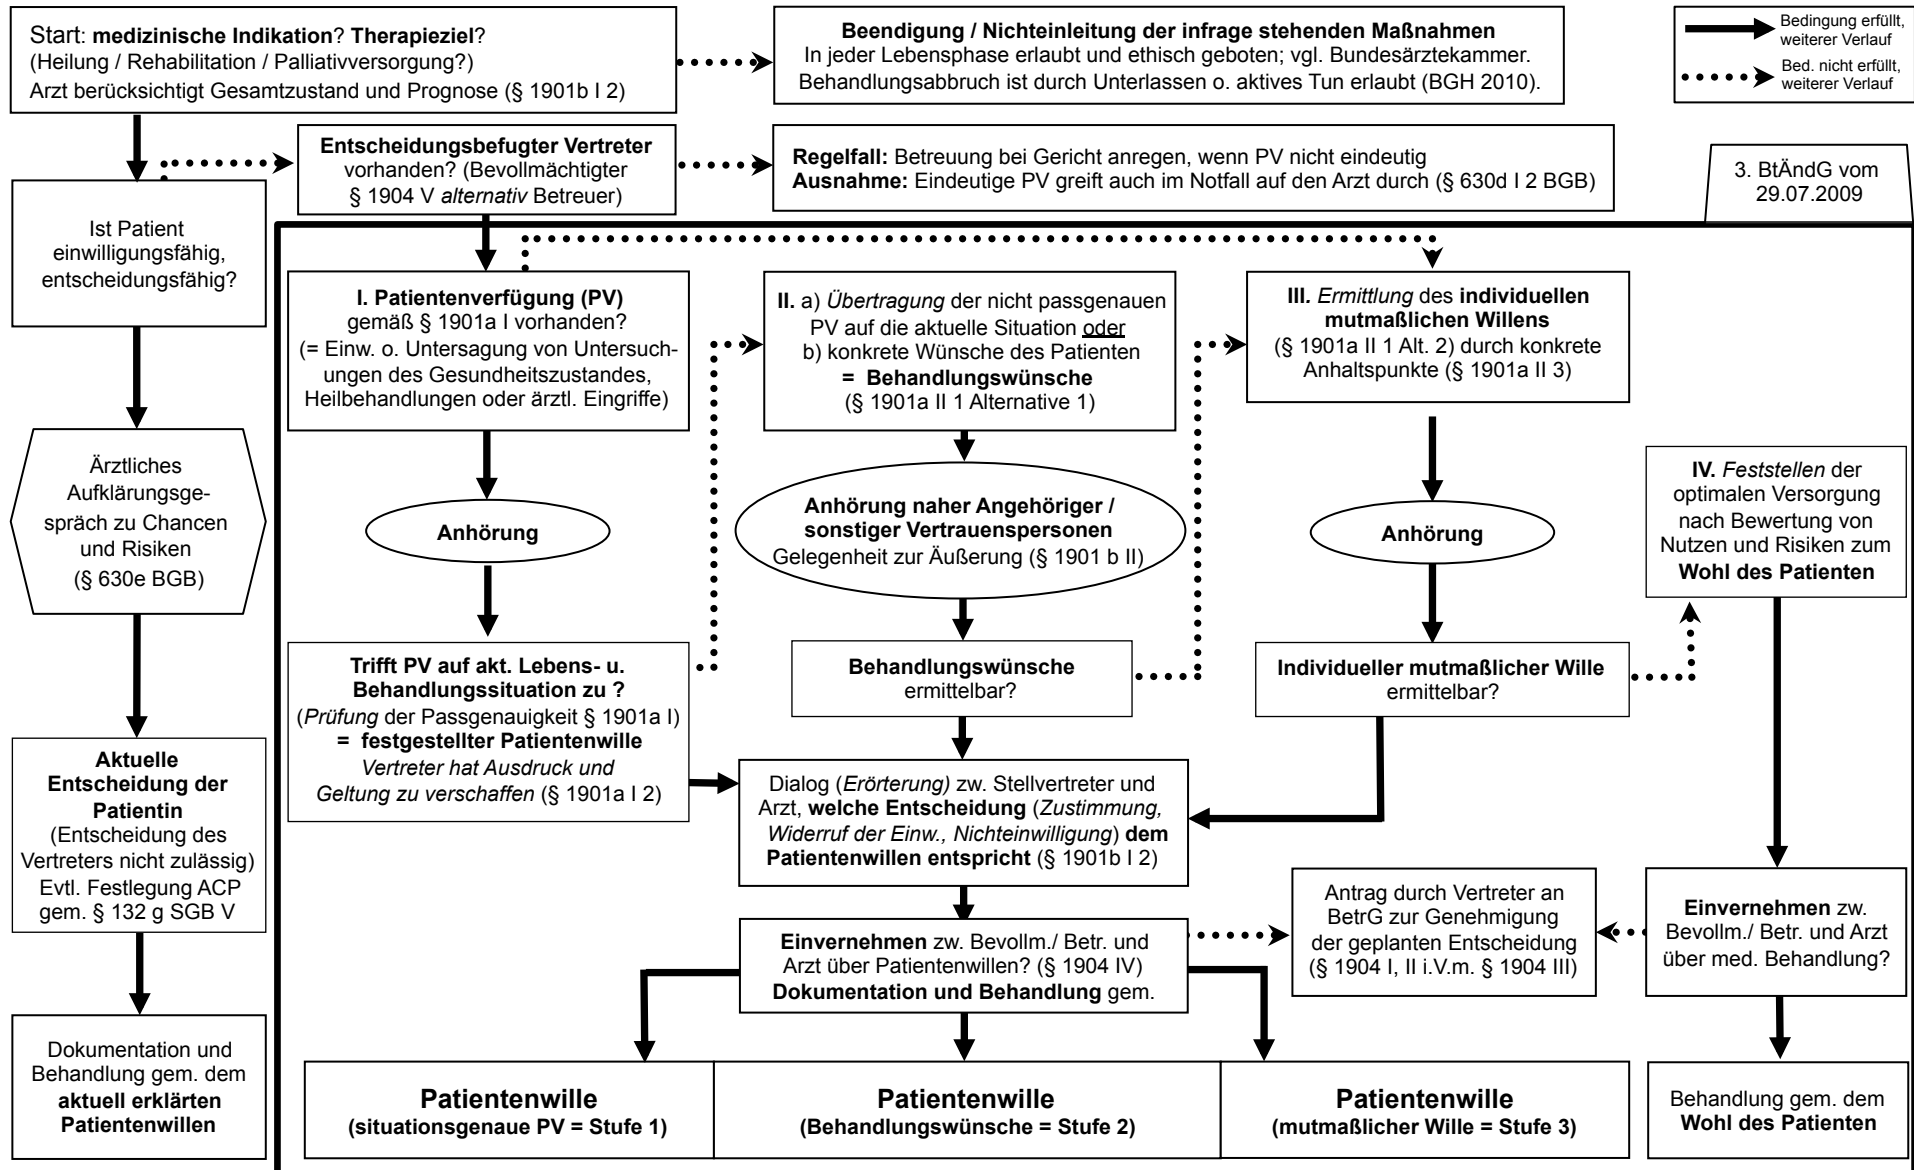 Start: medizinische Indikation? Therapieziel?
(Heilung / Rehabilitation / Palliativversorgung?)
Arzt berücksichtigt Gesamtzustand und Prognose (§ 1901b I 2)
Beendigung / Nichteinleitung der infrage stehenden Maßnahmen
In jeder Lebensphase erlaubt und ethisch geboten; vgl. Bundesärztekammer.
Behandlungsabbruch ist durch Unterlassen o. aktives Tun erlaubt (BGH 2010).
Bedingung erfüllt,
weiterer Verlauf
Bed. nicht erfüllt,
weiterer Verlauf
Entscheidungsbefugter Vertreter
vorhanden? (Bevollmächtigter
§ 1904 V alternativ Betreuer)
Regelfall: Betreuung bei Gericht anregen, wenn PV nicht eindeutig
Ausnahme: Eindeutige PV greift auch im Notfall auf den Arzt durch (§ 630d I 2 BGB)
3. BtÄndG vom
29.07.2009
Ist Patient
einwilligungsfähig,
entscheidungsfähig?
I. Patientenverfügung (PV)
gemäß § 1901a I vorhanden?
(= Einw. o. Untersagung von Untersuch-
ungen des Gesundheitszustandes,
Heilbehandlungen oder ärztl. Eingriffe)
II. a) Übertragung der nicht passgenauen
PV auf die aktuelle Situation oder
b) konkrete Wünsche des Patienten
= Behandlungswünsche
(§ 1901a II 1 Alternative 1)
III. Ermittlung des individuellen
mutmaßlichen Willens
(§ 1901a II 1 Alt. 2) durch konkrete
Anhaltspunkte (§ 1901a II 3)
Ärztliches
Aufklärungsge-
spräch zu Chancen
und Risiken
(§ 630e BGB)
Anhörung
Anhörung naher Angehöriger /
sonstiger Vertrauenspersonen
Gelegenheit zur Äußerung (§ 1901 b II)
Anhörung
IV. Feststellen der
optimalen Versorgung
nach Bewertung von
Nutzen und Risiken zum
Wohl des Patienten
Trifft PV auf akt. Lebens- u.
Behandlungssituation zu ?
(Prüfung der Passgenauigkeit § 1901a I)
= festgestellter Patientenwille
Vertreter hat Ausdruck und
Geltung zu verschaffen (§ 1901a I 2)
Behandlungswünsche
ermittelbar?
Individueller mutmaßlicher Wille
ermittelbar?
Aktuelle
Entscheidung der
Patientin
(Entscheidung des
Vertreters nicht zulässig)
Evtl. Festlegung ACP
gem. § 132 g SGB V
Dialog (Erörterung) zw. Stellvertreter und
Arzt, welche Entscheidung (Zustimmung,
Widerruf der Einw., Nichteinwilligung) dem
Patientenwillen entspricht (§ 1901b I 2)
Einvernehmen zw. Bevollm./ Betr. und
Arzt über Patientenwillen? (§ 1904 IV)
Dokumentation und Behandlung gem.
Antrag durch Vertreter an
BetrG zur Genehmigung
der geplanten Entscheidung
(§ 1904 I, II i.V.m. § 1904 III)
Einvernehmen zw.
Bevollm./ Betr. und Arzt
über med. Behandlung?
Dokumentation und
Behandlung gem. dem
aktuell erklärten
Patientenwillen
Patientenwille
(situationsgenaue PV = Stufe 1)
Patientenwille
(Behandlungswünsche = Stufe 2)
Patientenwille
(mutmaßlicher Wille = Stufe 3)
Behandlung gem. dem
Wohl des Patienten